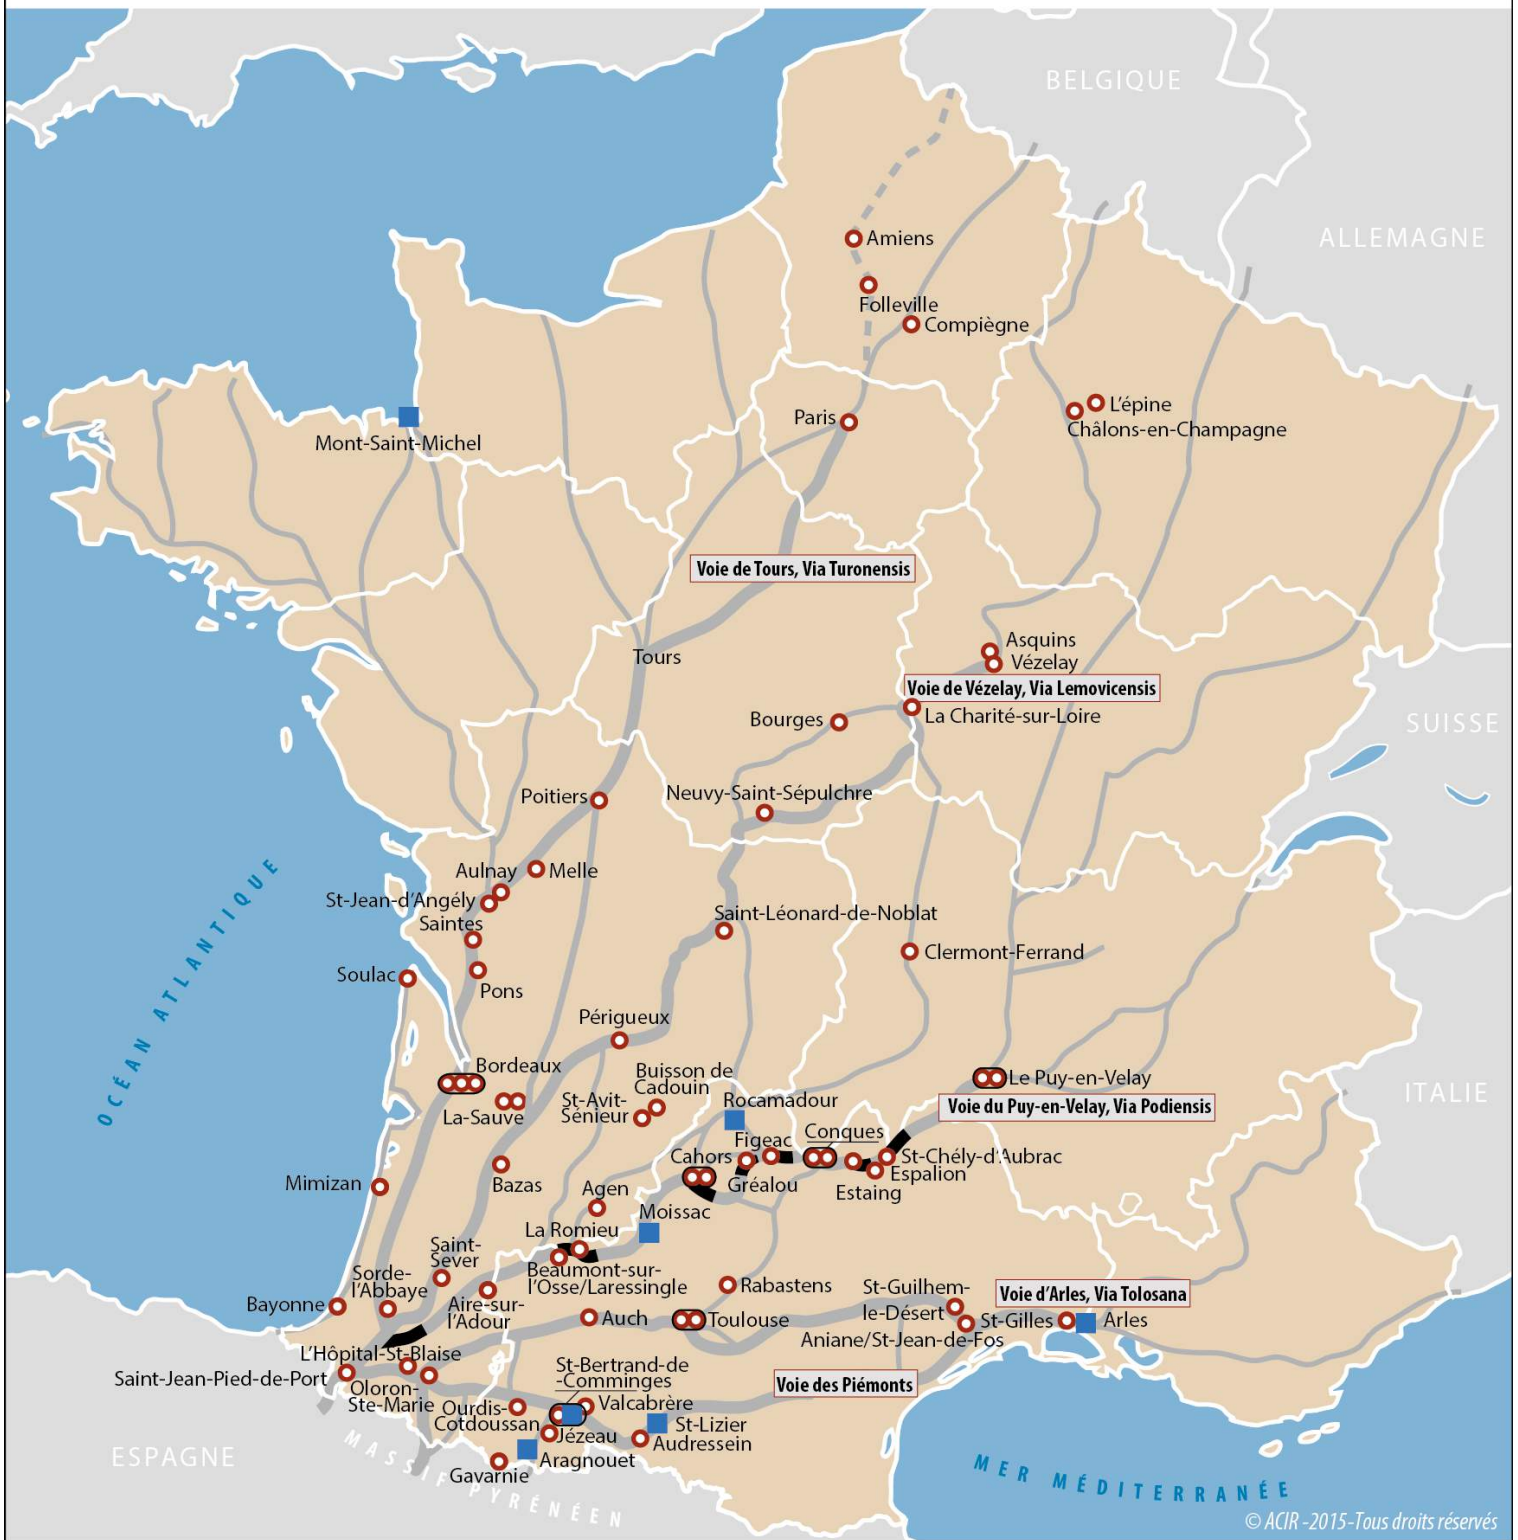 BELGIQUE
ALLEMAGNE
Amiens
Folleville
Compiègne
L'épine
Paris
Châlons-en-Champagne
Mont-Saint-Michel
Voie de Tours, Via Turonensis
Asquins
Tours
Vézelay
Voie de Vézelay, Via Lemovicensis
Bourges
La Charité-sur-Loire
SUISSE
Poitiers
Neuvy-Saint-Sépulchre
Aulnay
Melle
St-Jean-d'Angély
Saintes
Saint-Léonard-de-Noblat
Soulac
Clermont-Ferrand
Pons
OCÉAN ATLANTIQUE
Périgueux
Bordeaux
Buisson de
Cadouin
Le Puy-en-Velay
ITALIE
La-Sauve
St-Avit-
Sénieur
Rocamadour
Voie du Puy-en-Velay, Via Podiensis
Figeac
Conques
Cahors
St-Chély-d'Aubrac
Mimizan
Bazas
Gréalou
Espalion
Estaing
Agen
Moissac
La Romieu
Saint-
Sever
Beaumont-sur-
l'Osse/Laressingle
Sorde-
l'Abbaye
Rabastens
St-Guilhem-
le-Désert
Voie d'Arles, Via Tolosana
Bayonne
Aire-sur-
l'Adour
Auch
Toulouse
St-Gilles
Arles
Aniane/St-Jean-de-Fos
L'Hôpital-St-Blaise
Saint-Jean-Pied-de-Port
St-Bertrand-de
-Comminges
Voie des Piémonts
Oloron-
Ste-Marie
Ourdis-
Cotdoussan
Valcabrère
St-Lizier
Jézeau
Audressein
ESPAGNE
Aragnouet
Gavarnie
MASSIF PYRÉNÉEN
MER MÉDITERRANÉE
© ACIR -2015-Tous droits réservés